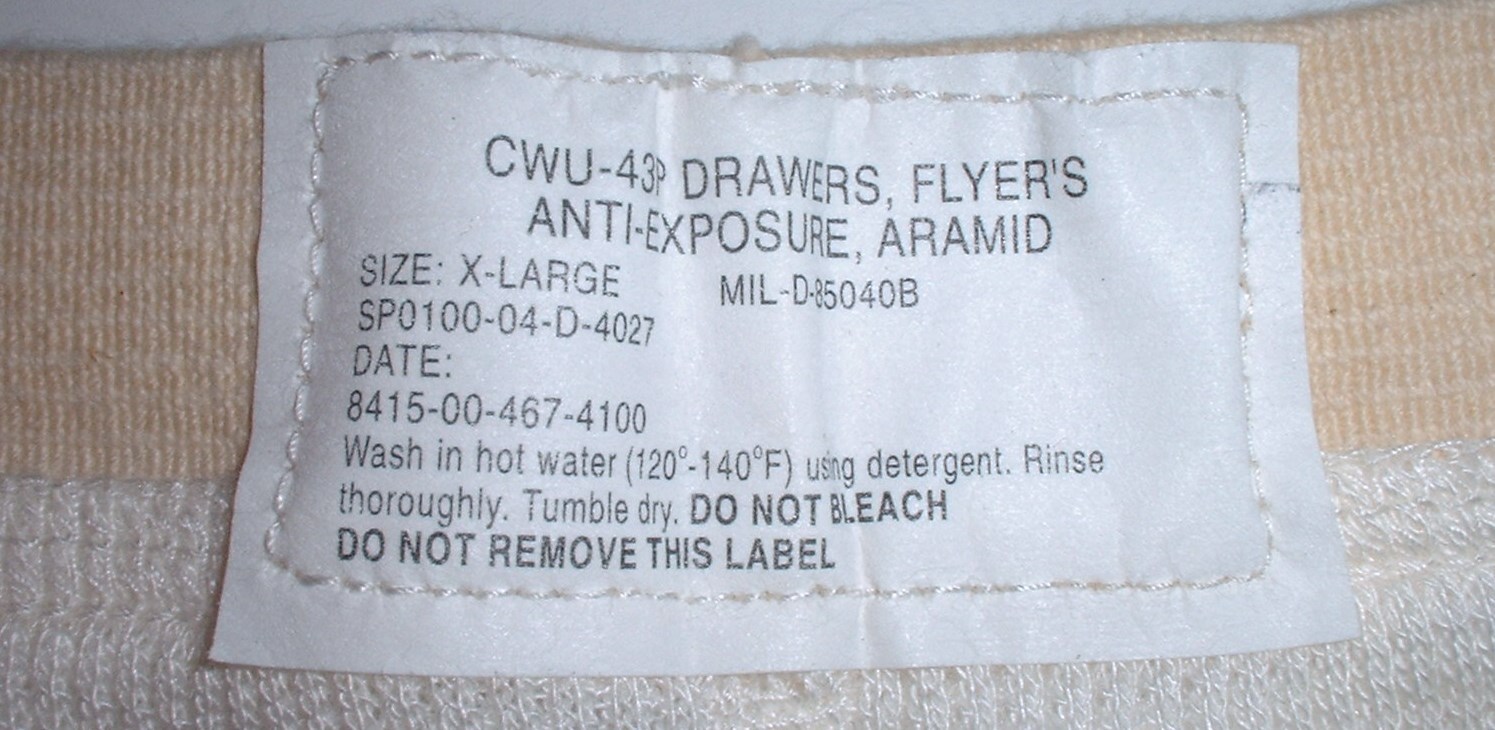 CWU-43P DRAWERS, FLYER'S
ANTI-EXPOSURE, ARAMID
SIZE: X-LARGE MIL-D-85040B
SP0100-04-D-4027
DATE:
8415-00-467-4100
Wash in hot water (120°-140°F) using detergent. Rinse
thoroughly. Tumble dry. DO NOT BLEACH
DO NOT REMOVE THIS LABEL